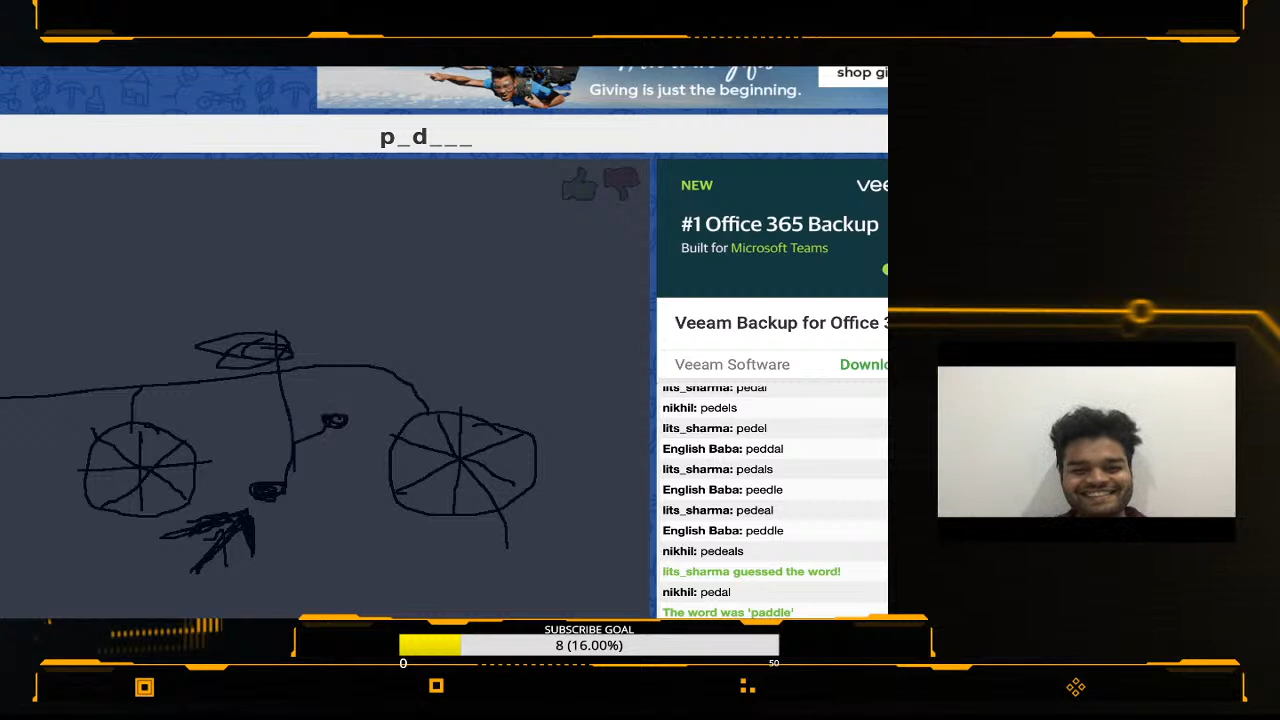 Giving is just the beginning.
shop gi
p_d___
NEW
vee
#1 Office 365 Backup
Built for Microsoft Teams
Veeam Backup for Office 3
Veeam Software
Downlo
lits_sharma: pedal
nikhil: pedels
lits_sharma: pedel
English Baba: peddal
lits_sharma: pedals
English Baba: peedle
lits_sharma: pedeal
English Baba: peddle
nikhil: pedeals
lits_sharma guessed the word!
nikhil: pedal
The word was 'paddle'
SUBSCRIBE GOAL
8 (16.00%)
0
50